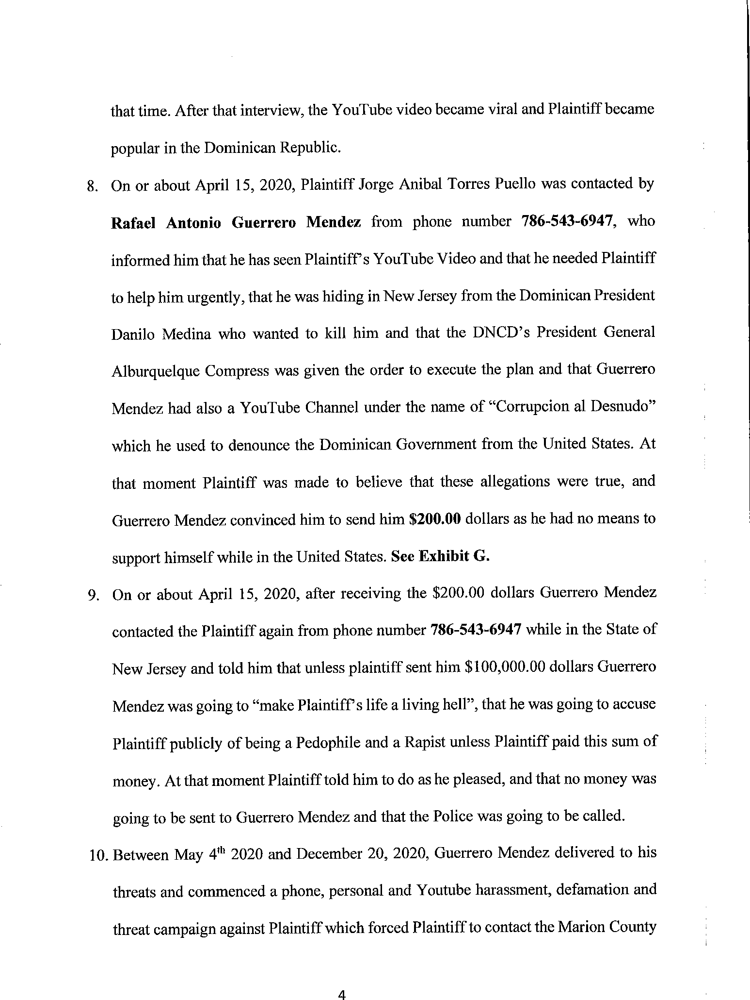 that time. After that interview, the YouTube video became viral and Plaintiff became
popular in the Dominican Republic.
8. On or about April 15, 2020, Plaintiff Jorge Anibal Torres Puello was contacted by
Rafael Antonio Guerrero Mendez from phone number 786-543-6947, who
informed him that he has seen Plaintiff's YouTube Video and that he needed Plaintiff
to help him urgently, that he was hiding in New Jersey from the Dominican President
Danilo Medina who wanted to kill him and that the DNCD's President General
Alburquelque Compress was given the order to execute the plan and that Guerrero
Mendez had also a YouTube Channel under the name of “Corrupcion al Desnudo”
which he used to denounce the Dominican Government from the United States. At
that moment Plaintiff was made to believe that these allegations were true, and
Guerrero Mendez convinced him to send him $200.00 dollars as he had no means to
support himself while in the United States. See Exhibit G.
9. On or about April 15, 2020, after receiving the $200.00 dollars Guerrero Mendez
contacted the Plaintiff again from phone number 786-543-6947 while in the State of
New Jersey and told him that unless plaintiff sent him $100,000.00 dollars Guerrero
Mendez was going to “make Plaintiff's life a living hell”, that he was going to accuse
Plaintiff publicly of being a Pedophile and a Rapist unless Plaintiff paid this sum of
money. At that moment Plaintiff told him to do as he pleased, and that no money was
going to be sent to Guerrero Mendez and that the Police was going to be called.
10. Between May 4th 2020 and December 20, 2020, Guerrero Mendez delivered to his
threats and commenced a phone, personal and Youtube harassment, defamation and
threat campaign against Plaintiff which forced Plaintiff to contact the Marion County
4